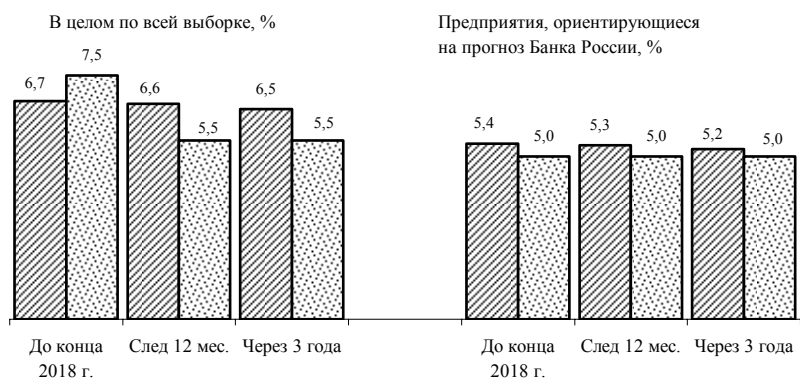 В целом по всей выборке, %
6,7
7,5
6,6
5,5
6,5
5,5
До конца
2018 г.
След 12 мес.
Через 3 года
Предприятия, ориентирующиеся
на прогноз Банка России, %
5,4
5,0
5,3
5,0
5,2
5,0
До конца
2018 г.
След 12 мес.
Через 3 года